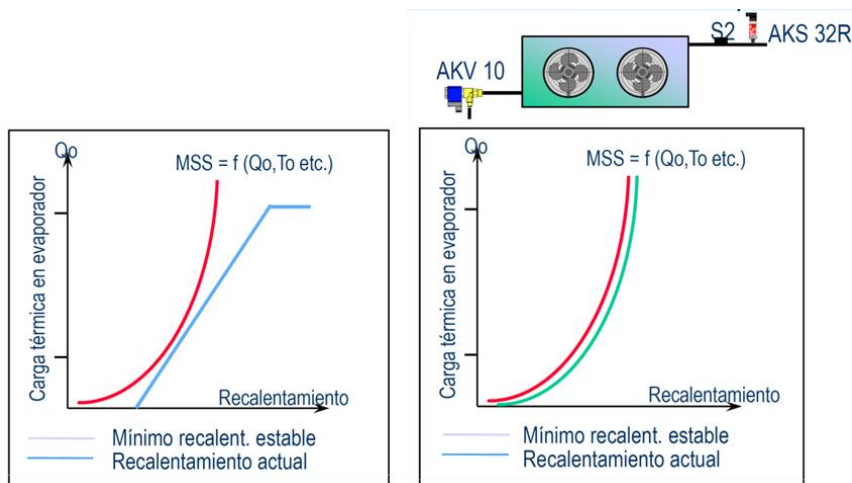 S2
AKS 32R
AKV 10
Qo
MSS = f (Qo,To etc.)
Carga térmica en evaporador
Recalentamiento
Mínimo recalent. estable
Recalentamiento actual
Qo
MSS = f (Qo,To etc.)
Carga térmica en evaporador
Recalentamiento
Mínimo recalent. estable
Recalentamiento actual